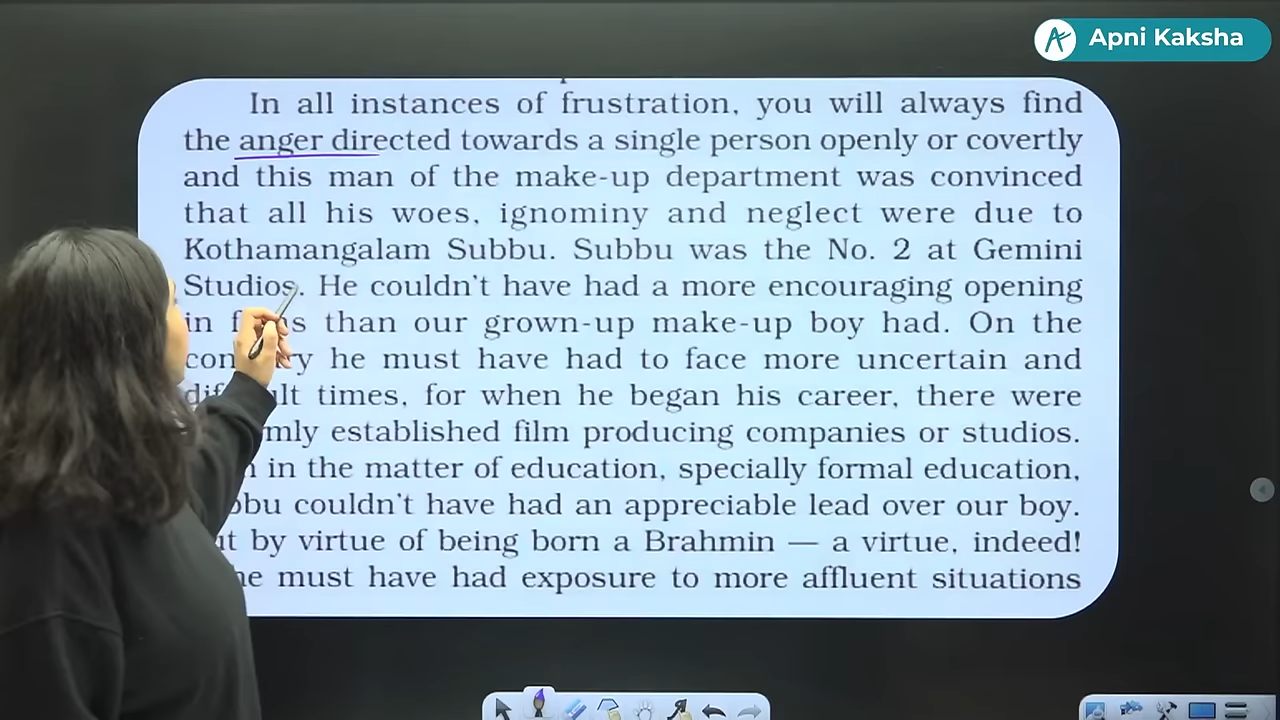 Apni Kaksha
In all instances of frustration, you will always find
the anger directed towards a single person openly or covertly
and this man of the make-up department was convinced
that all his woes, ignominy and neglect were due to
Kothamangalam Subbu. Subbu was the No. 2 at Gemini
Studios. He couldn't have had a more encouraging opening
in than our grown-up make-up boy had. On the
he must have had to face more uncertain and
times, for when he began his career, there were
established film producing companies or studios.
in the matter of education, specially formal education,
couldn't have had an appreciable lead over our boy.
by virtue of being born a Brahmin — a virtue, indeed!
he must have had exposure to more affluent situations